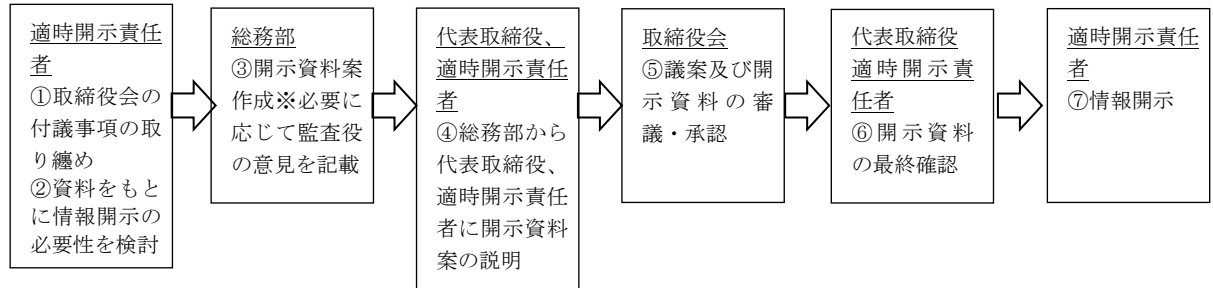 適時開示責任
者
①取締役会の
付議事項の取
り纏め
②資料をもと
に情報開示の
必要性を検討
総務部
③開示資料案
作成※必要に
応じて監査役
の意見を記載
代表取締役、
適時開示責任
者
④総務部から
代表取締役、
適時開示責任
者に開示資料
案の説明
取締役会
⑤議案及び開
示資料の審
議・承認
代表取締役
適時開示責
任者
⑥開示資料
の最終確認
適時開示責任
者
⑦情報開示